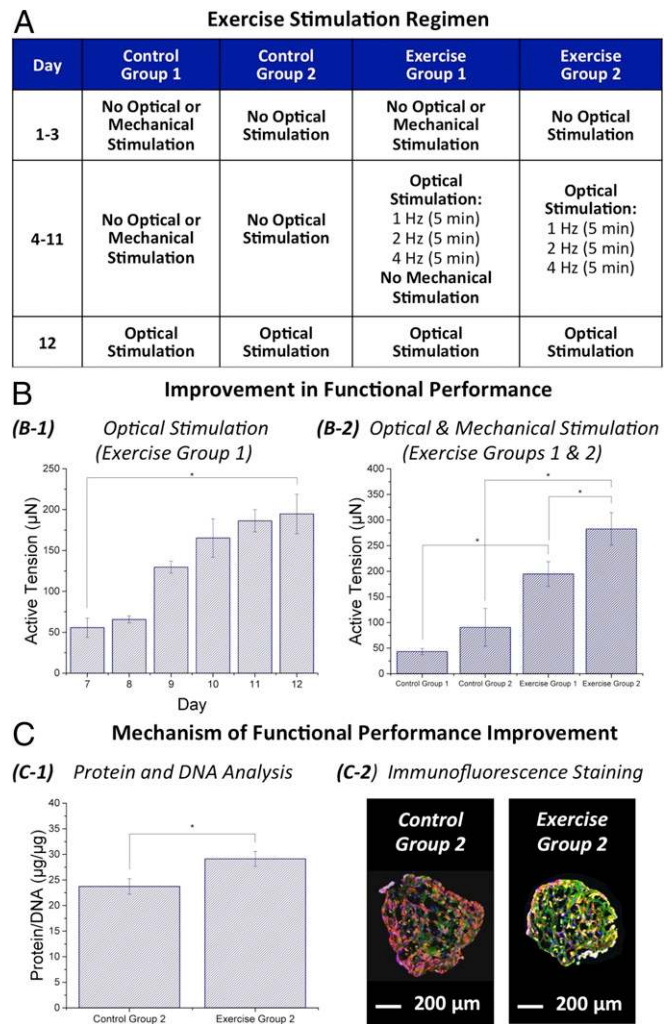 A Exercise Stimulation Regimen
Day
Control
Group 1
Control
Group 2
Exercise
Group 1
Exercise
Group 2
1-3
No Optical or
Mechanical
Stimulation
No Optical
Stimulation
No Optical or
Mechanical
Stimulation
No Optical
Stimulation
4-11
No Optical or
Mechanical
Stimulation
No Optical
Stimulation
Optical
Stimulation:
1 Hz (5 min)
2 Hz (5 min)
4 Hz (5 min)
No Mechanical
Stimulation
Optical
Stimulation:
1 Hz (5 min)
2 Hz (5 min)
4 Hz (5 min)
12
Optical
Stimulation
Optical
Stimulation
Optical
Stimulation
Optical
Stimulation
B Improvement in Functional Performance
(B-1) Optical Stimulation
(Exercise Group 1)
250
200
150
100
50
0
Active Tension (μN)
*
7 8 9 10 11 12
Day
(B-2) Optical & Mechanical Stimulation
(Exercise Groups 1 & 2)
400
350
300
250
200
150
100
50
0
Active Tension (μN)
*
*
*
Control Group 1 Control Group 2 Exercise Group 1 Exercise Group 2
C Mechanism of Functional Performance Improvement
(C-1) Protein and DNA Analysis
40
35
30
25
20
15
10
5
0
Protein/DNA (μg/μg)
*
Control Group 2 Exercise Group 2
(C-2) Immunofluorescence Staining
Control
Group 2
200 μm
Exercise
Group 2
200 μm